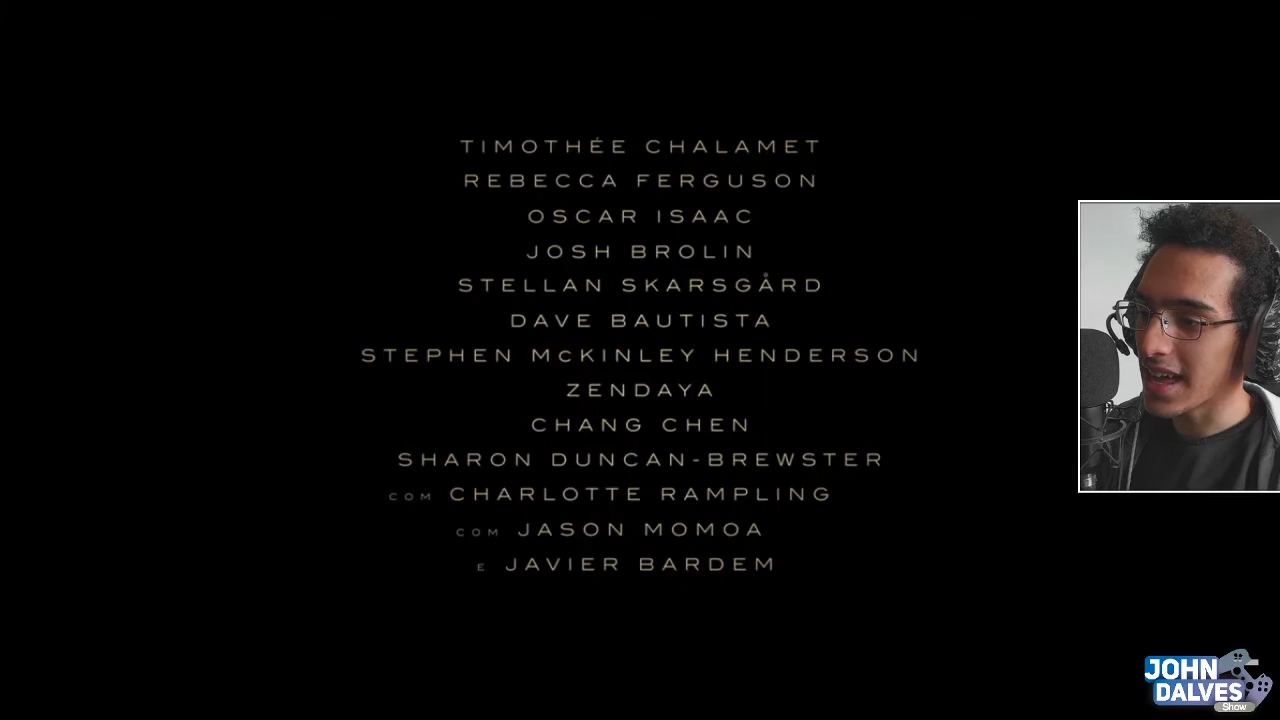 TIMOTHÉE CHALAMET
REBECCA FERGUSON
OSCAR ISAAC
JOSH BROLIN
STELLAN SKARSGÅRD
DAVE BAUTISTA
STEPHEN McKINLEY HENDERSON
ZENDAYA
CHANG CHEN
SHARON DUNCAN-BREWSTER
COM CHARLOTTE RAMPLING
COM JASON MOMOA
E JAVIER BARDEM
JOHN
DALVES
Show